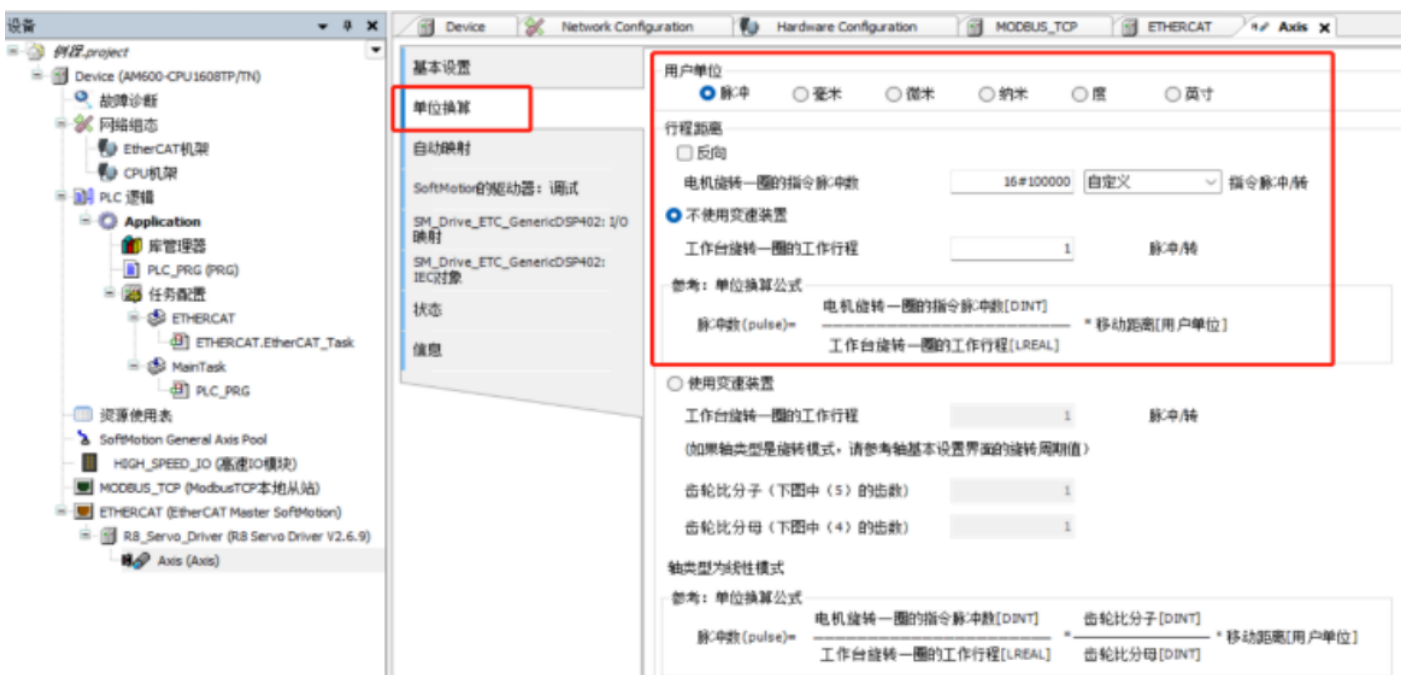 设备
例程.project
Device (AM600-CPU1608TP/TN)
故障诊断
网络组态
EtherCAT机架
CPU机架
PLC 逻辑
Application
库管理器
PLC_PRG (PRG)
任务配置
ETHERCAT
ETHERCAT.EtherCAT_Task
MainTask
PLC_PRG
资源使用表
SoftMotion General Axis Pool
HIGH_SPEED_IO (高速IO模块)
MODBUS_TCP (ModbusTCP本地从站)
ETHERCAT (EtherCAT Master SoftMotion)
R8_Servo_Driver (R8 Servo Driver V2.6.9)
Axis (Axis)
Device
Network Configuration
Hardware Configuration
MODBUS_TCP
ETHERCAT
Axis
基本设置
单位换算
自动映射
SoftMotion的驱动器：调试
SM_Drive_ETC_GenericDSP402: I/O
映射
SM_Drive_ETC_GenericDSP402:
IEC对象
状态
信息
用户单位
脉冲 毫米 微米 纳米 度 英寸
行程距离
反向
电机旋转一圈的指令脉冲数 16#100000 自定义 指令脉冲/转
不使用变速装置
工作台旋转一圈的工作行程 1 脉冲/转
参考：单位换算公式
电机旋转一圈的指令脉冲数[DINT]
脉冲数(pulse)= * 移动距离[用户单位]
工作台旋转一圈的工作行程[LREAL]
使用变速装置
工作台旋转一圈的工作行程 1 脉冲/转
(如果轴类型是旋转模式，请参考轴基本设置界面的旋转周期值)
齿轮比分子（下图中（5）的齿数） 1
齿轮比分母（下图中（4）的齿数） 1
轴类型为线性模式
参考：单位换算公式
电机旋转一圈的指令脉冲数[DINT] 齿轮比分子[DINT]
脉冲数(pulse)= * * 移动距离[用户单位]
工作台旋转一圈的工作行程[LREAL] 齿轮比分母[DINT]